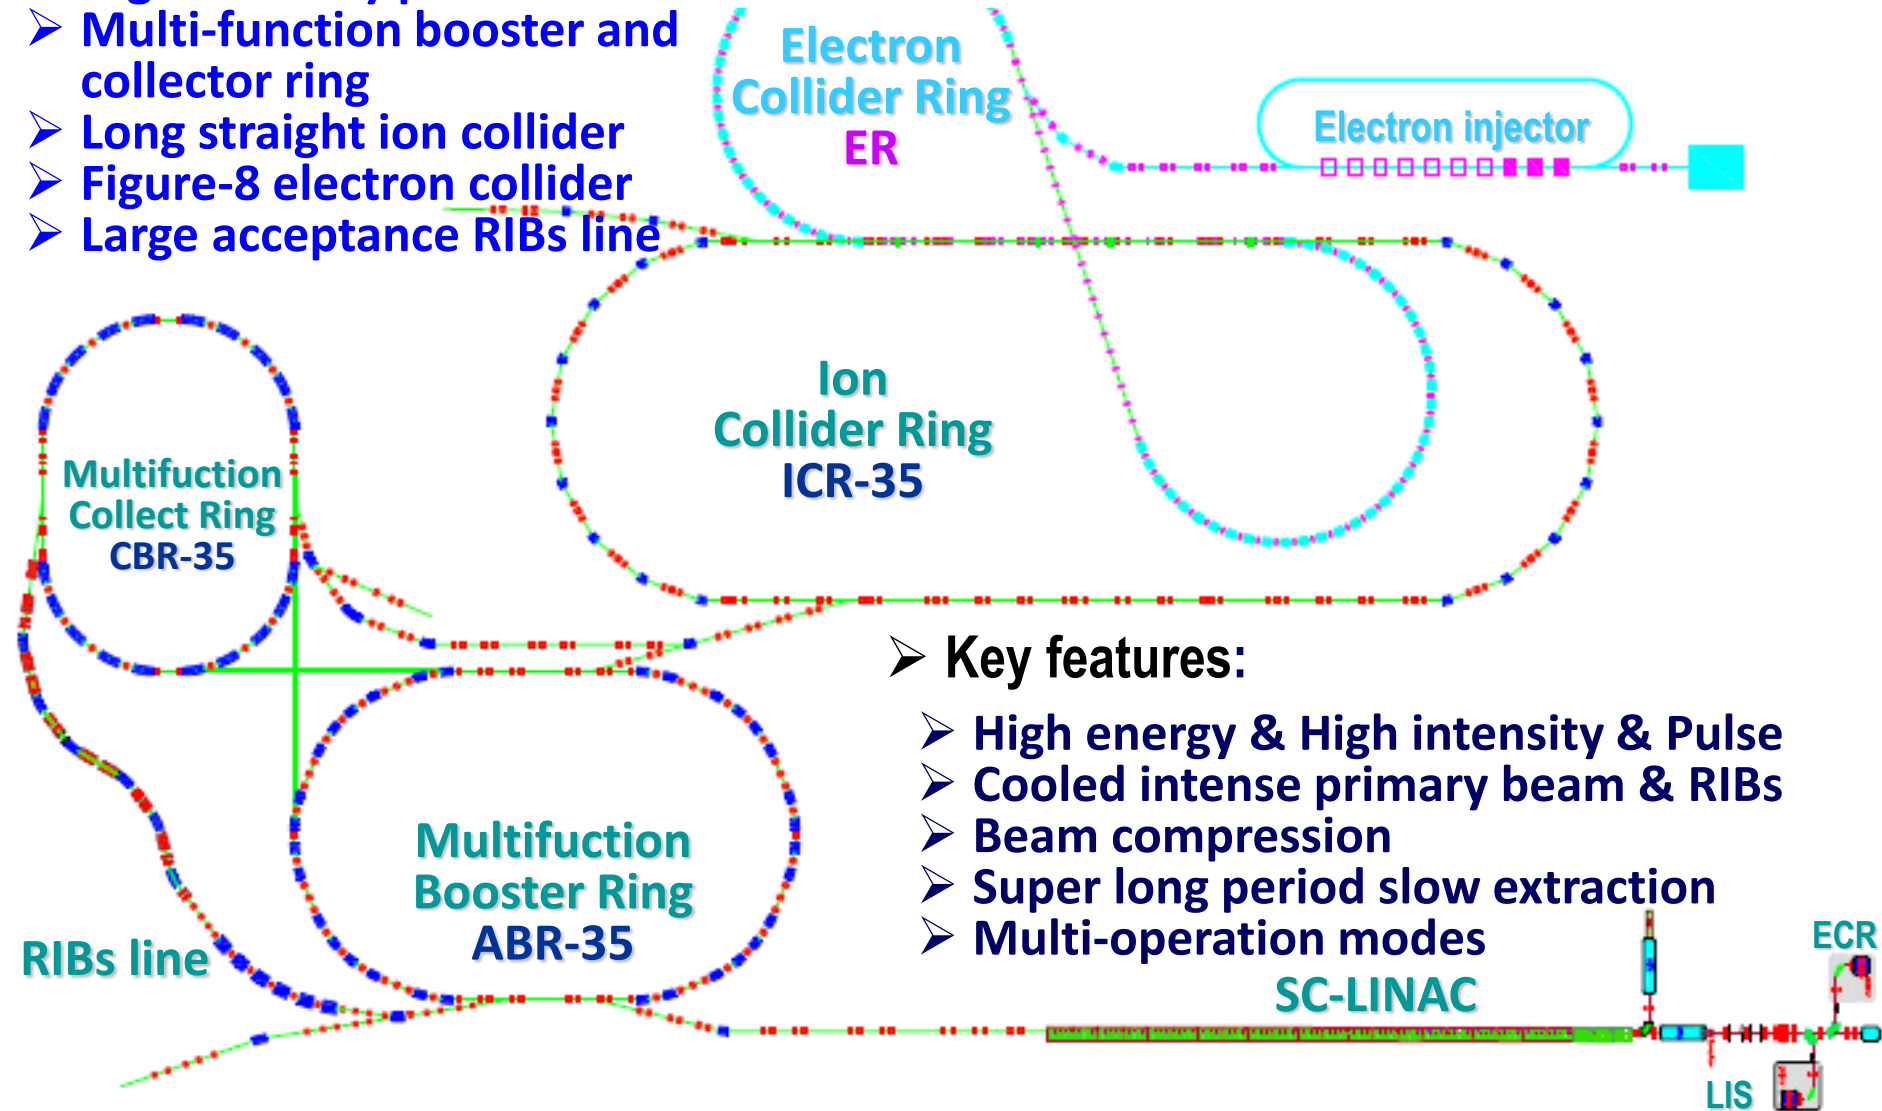 ➢ Multi-function booster and
collector ring
➢ Long straight ion collider
➢ Figure-8 electron collider
➢ Large acceptance RIBs line
Electron
Collider Ring
ER
Electron injector
Ion
Collider Ring
ICR-35
Multifuction
Collect Ring
CBR-35
➢ Key features:
➢ High energy & High intensity & Pulse
➢ Cooled intense primary beam & RIBs
➢ Beam compression
➢ Super long period slow extraction
➢ Multi-operation modes
Multifuction
Booster Ring
ABR-35
RIBs line
SC-LINAC
ECR
LIS